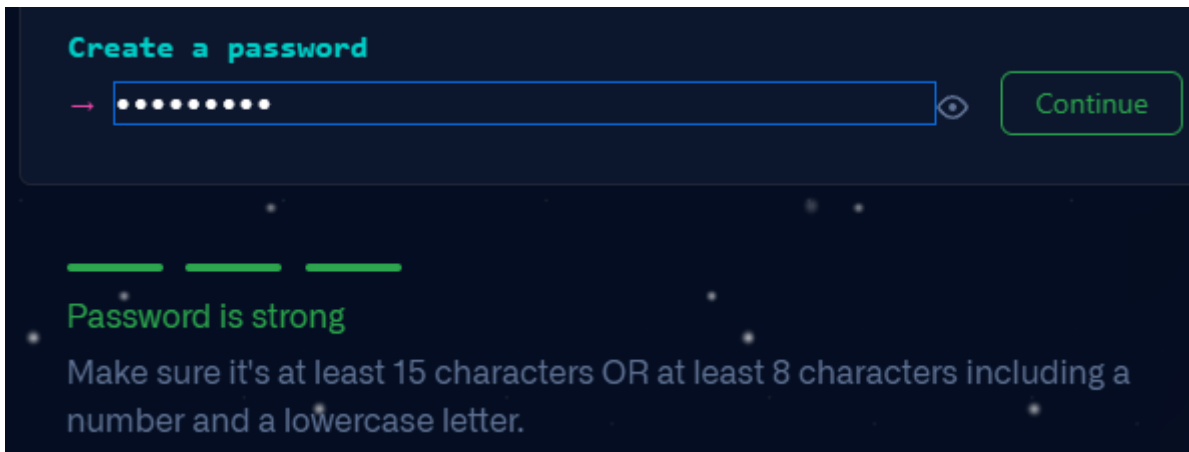 Create a password
→ •••••••••
Continue
Password is strong
Make sure it's at least 15 characters OR at least 8 characters including a
number and a lowercase letter.